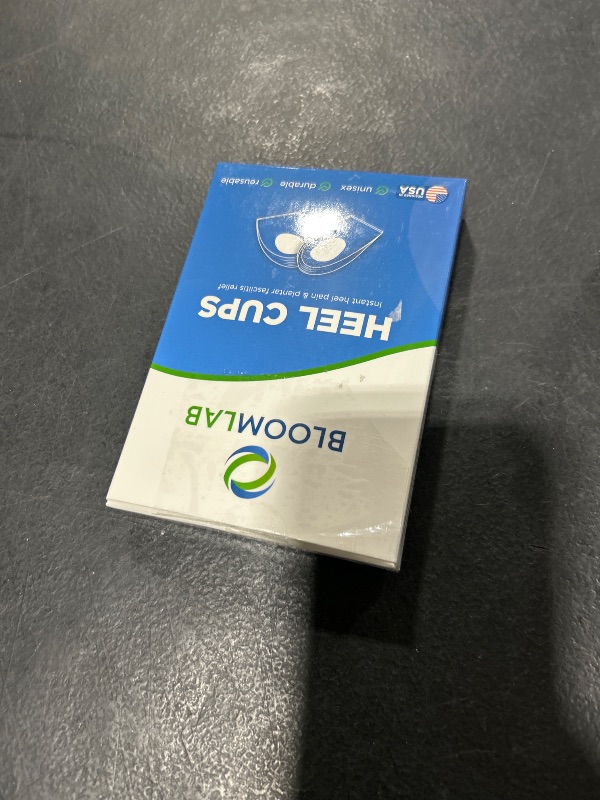 BLOOMLAB
HEEL CUPS
instant heel pain & plantar fasciitis relief
USA unisex durable reusable